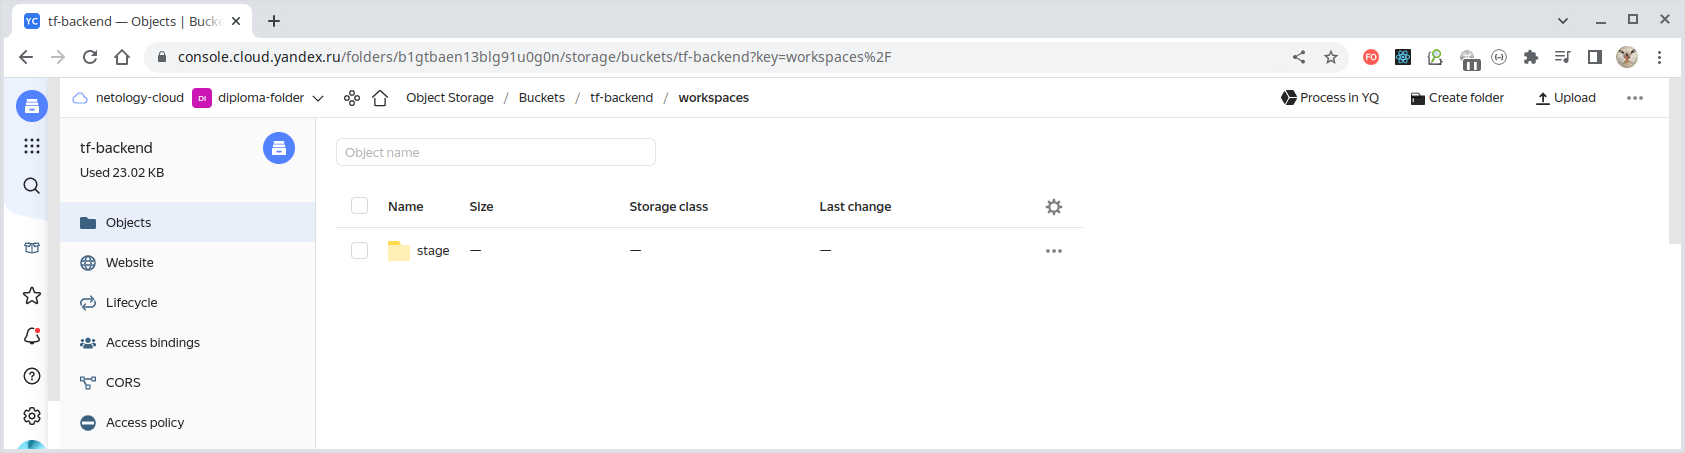 YC tf-backend — Objects | Bucke
console.cloud.yandex.ru/folders/b1gtbaen13blg91u0g0n/storage/buckets/tf-backend?key=workspaces%2F
FO
netology-cloud DI diploma-folder Object Storage / Buckets / tf-backend / workspaces Process in YQ Create folder Upload
tf-backend
Used 23.02 KB
Objects
Website
Lifecycle
Access bindings
CORS
Access policy
Object name
Name Size Storage class Last change
stage — — —